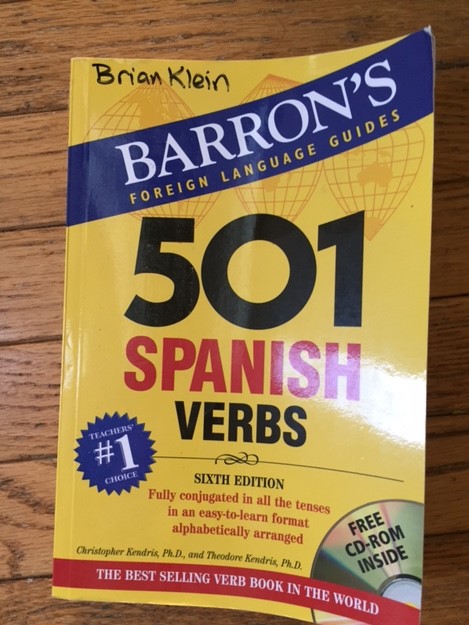 Brian Klein
BARRON'S
FOREIGN LANGUAGE GUIDES
501
SPANISH
VERBS
TEACHERS'
#1
CHOICE
SIXTH EDITION
Fully conjugated in all the tenses
in an easy-to-learn format
alphabetically arranged
Christopher Kendris, Ph.D., and Theodore Kendris, Ph.D.
FREE
CD-ROM
INSIDE
THE BEST SELLING VERB BOOK IN THE WORLD